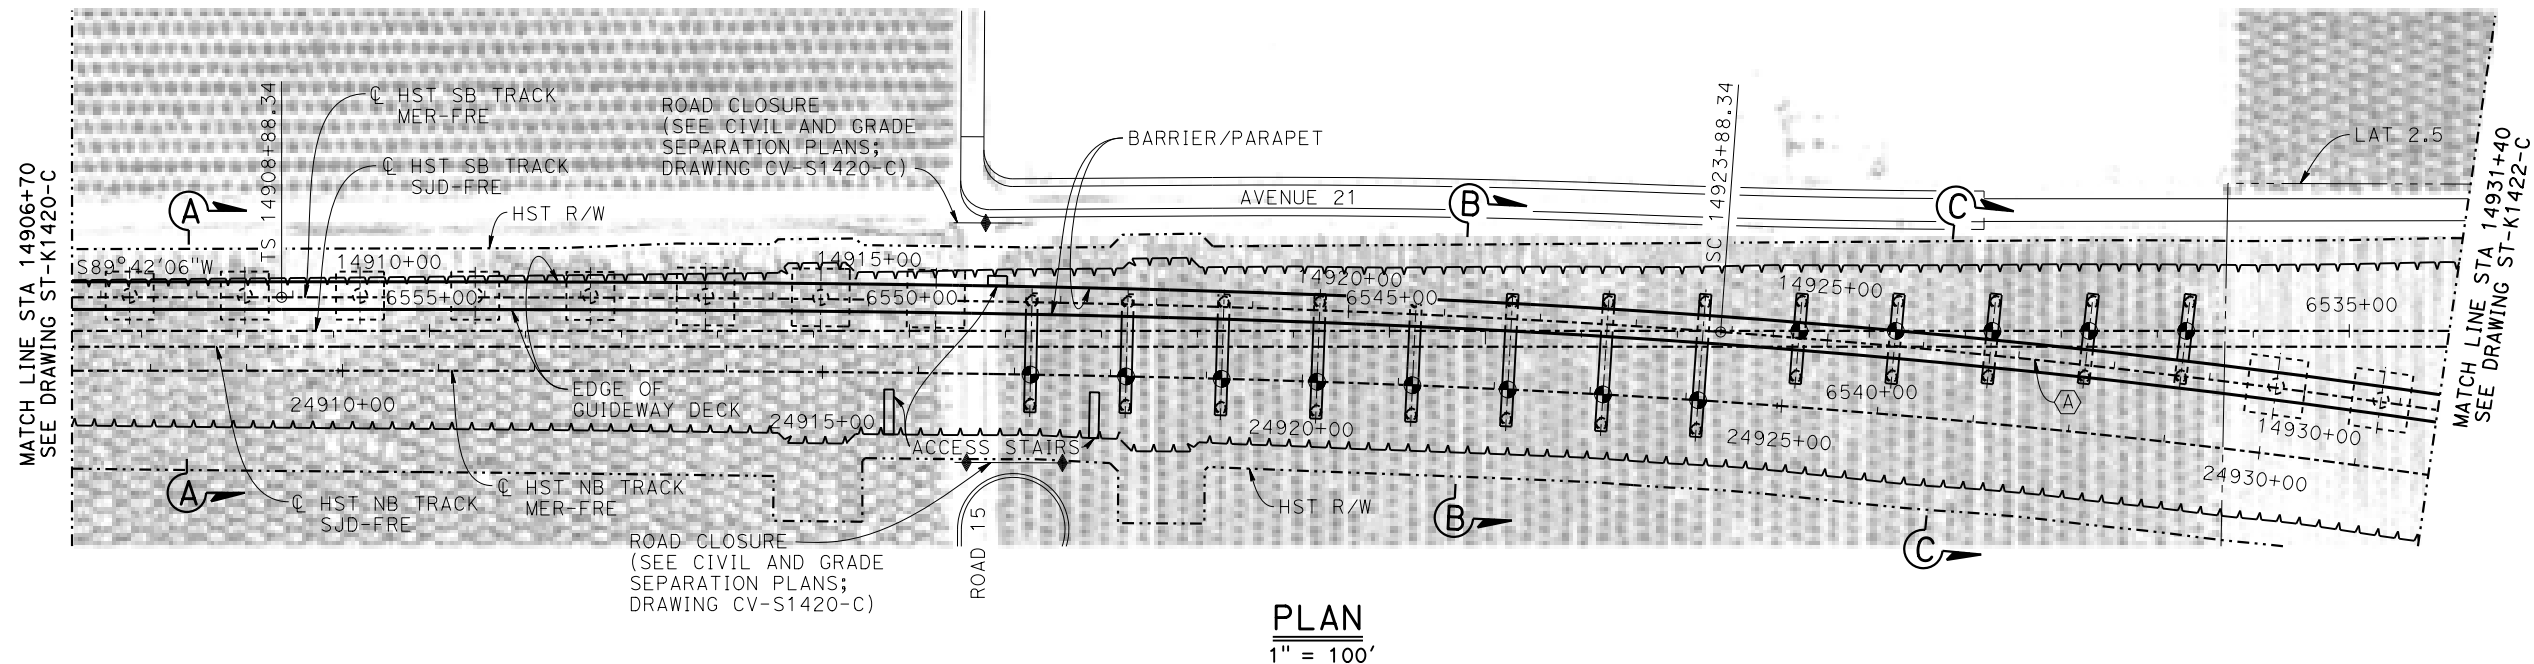 MATCH LINE STA 14906+70
SEE DRAWING ST-K1420-C
TS 14908+88.34
℄ HST SB TRACK
MER-FRE
℄ HST SB TRACK
SJD-FRE
ROAD CLOSURE
(SEE CIVIL AND GRADE
SEPARATION PLANS;
DRAWING CV-S1420-C)
BARRIER/PARAPET
AVENUE 21
SC 14923+88.34
LAT 2.5
MATCH LINE STA 14931+40
SEE DRAWING ST-K1422-C
A
HST R/W
B
C
S89°42'06"W
14910+00
14915+00
14920+00
14925+00
6555+00
6550+00
6545+00
6535+00
EDGE OF
GUIDEWAY DECK
6540+00
A
24910+00
24915+00
24920+00
24925+00
14930+00
24930+00
ACCESS STAIRS
A
℄ HST NB TRACK
SJD-FRE
℄ HST NB TRACK
MER-FRE
HST R/W
B
C
ROAD CLOSURE
(SEE CIVIL AND GRADE
SEPARATION PLANS;
DRAWING CV-S1420-C)
ROAD 15
PLAN
1" = 100'